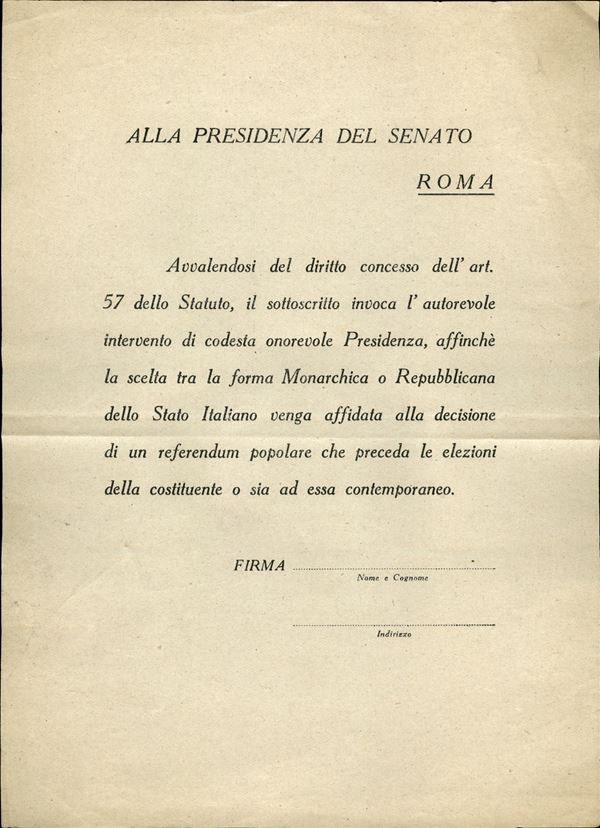 ALLA PRESIDENZA DEL SENATO
ROMA
Avvalendosi del diritto concesso dell' art.
57 dello Statuto, il sottoscritto invoca l' autorevole
intervento di codesta onorevole Presidenza, affinchè
la scelta tra la forma Monarchica o Repubblicana
dello Stato Italiano venga affidata alla decisione
di un referendum popolare che preceda le elezioni
della costituente o sia ad essa contemporaneo.
FIRMA
Nome e Cognome
Indirizzo